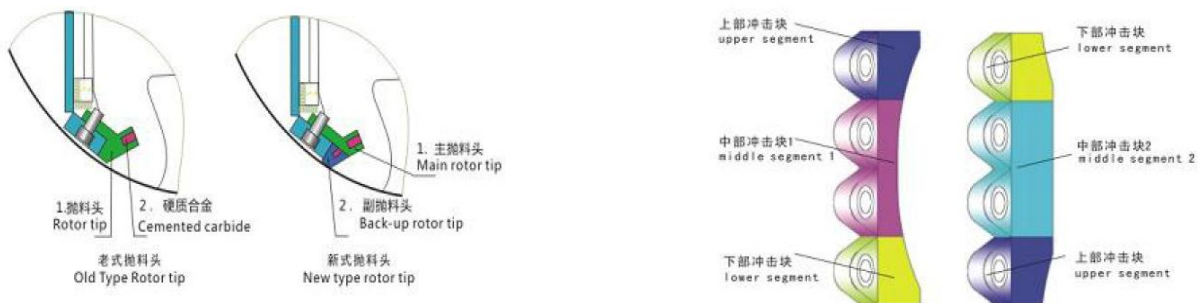 1. 主抛料头
Main rotor tip
1.抛料头
Rotor tip
2. 硬质合金
Cemented carbide
2. 副抛料头
Back-up rotor tip
老式抛料头
Old Type Rotor tip
新式抛料头
New type rotor tip
上部冲击块
upper segment
中部冲击块1
middle segment 1
下部冲击块
lower segment
下部冲击块
lower segment
中部冲击块2
middle segment 2
上部冲击块
upper segment